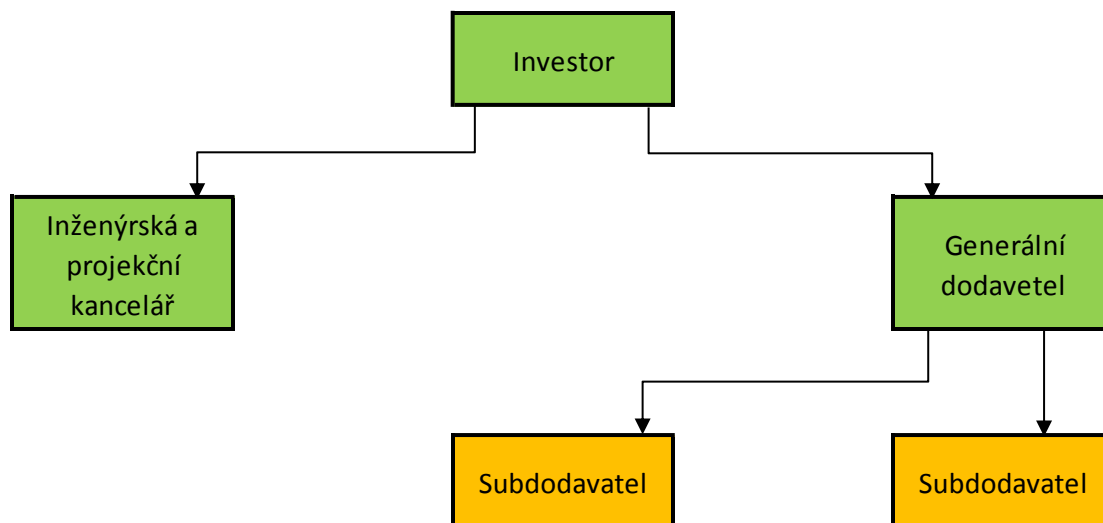 Investor
Inženýrská a
projekční
kancelář
Generální
dodavetel
Subdodavatel
Subdodavatel